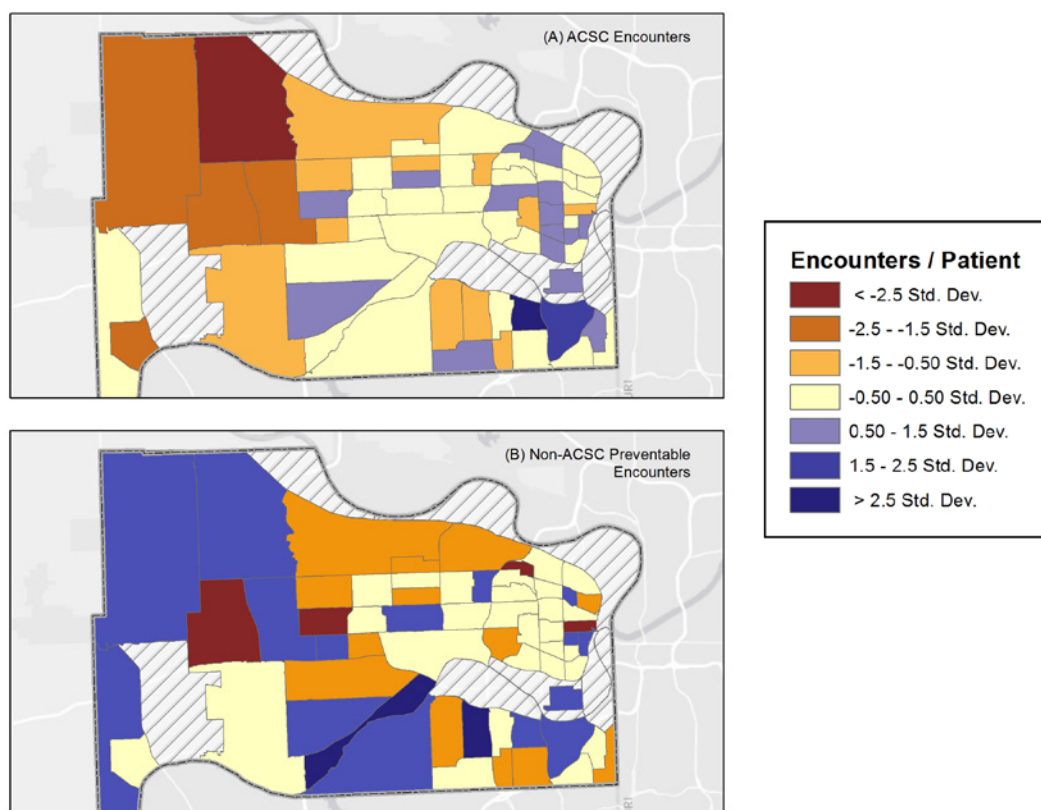 (A) ACSC Encounters
(B) Non-ACSC Preventable
Encounters
Encounters / Patient
< -2.5 Std. Dev.
-2.5 - -1.5 Std. Dev.
-1.5 - -0.50 Std. Dev.
-0.50 - 0.50 Std. Dev.
0.50 - 1.5 Std. Dev.
1.5 - 2.5 Std. Dev.
> 2.5 Std. Dev.